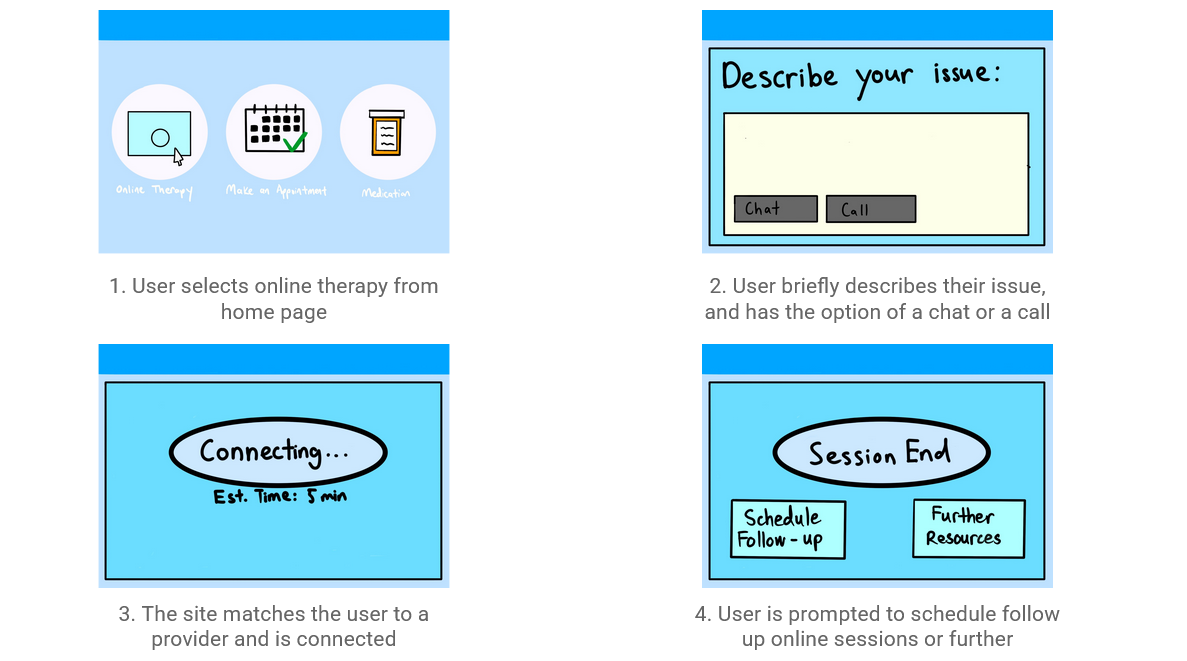 Online Therapy
Make an Appointment
Medication
1. User selects online therapy from
home page
Describe your issue:
Chat
Call
2. User briefly describes their issue,
and has the option of a chat or a call
Connecting...
Est. Time: 5 min
3. The site matches the user to a
provider and is connected
Session End
Schedule
Follow-up
Further
Resources
4. User is prompted to schedule follow
up online sessions or further